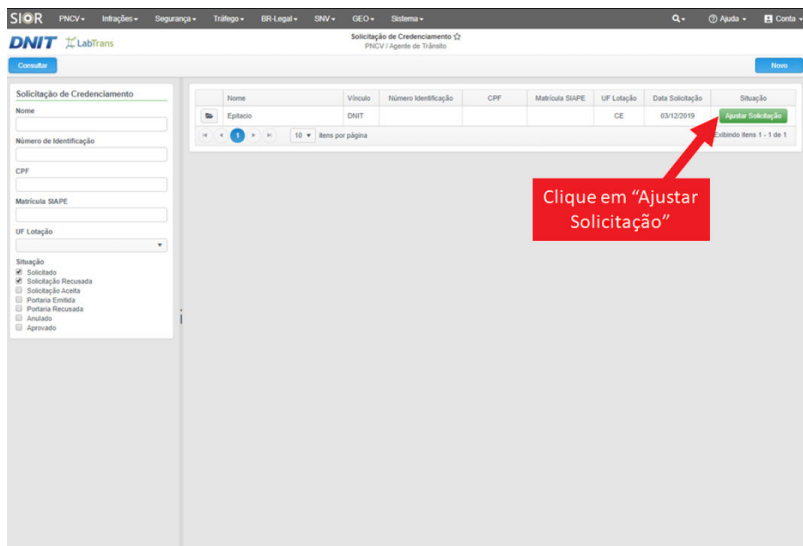 SIOR PNCV Infrações Segurança Tráfego BR-Legal SNV GEO Sistema Ajuda Conta
DNIT LabTrans
Solicitação de Credenciamento
PNCV / Agente de Trânsito
Consultar Novo
Solicitação de Credenciamento
Nome
Número de Identificação
CPF
Matrícula SIAPE
UF Lotação
Situação
Solicitado
Solicitação Recusada
Solicitação Aceita
Portaria Emitida
Portaria Recusada
Anulado
Aprovado
Nome Vínculo Número Identificação CPF Matrícula SIAPE UF Lotação Data Solicitação Situação
Epitacio DNIT CE 03/12/2019 Ajustar Solicitação
1 10 itens por página Exibindo itens 1 - 1 de 1
Clique em “Ajustar
Solicitação”